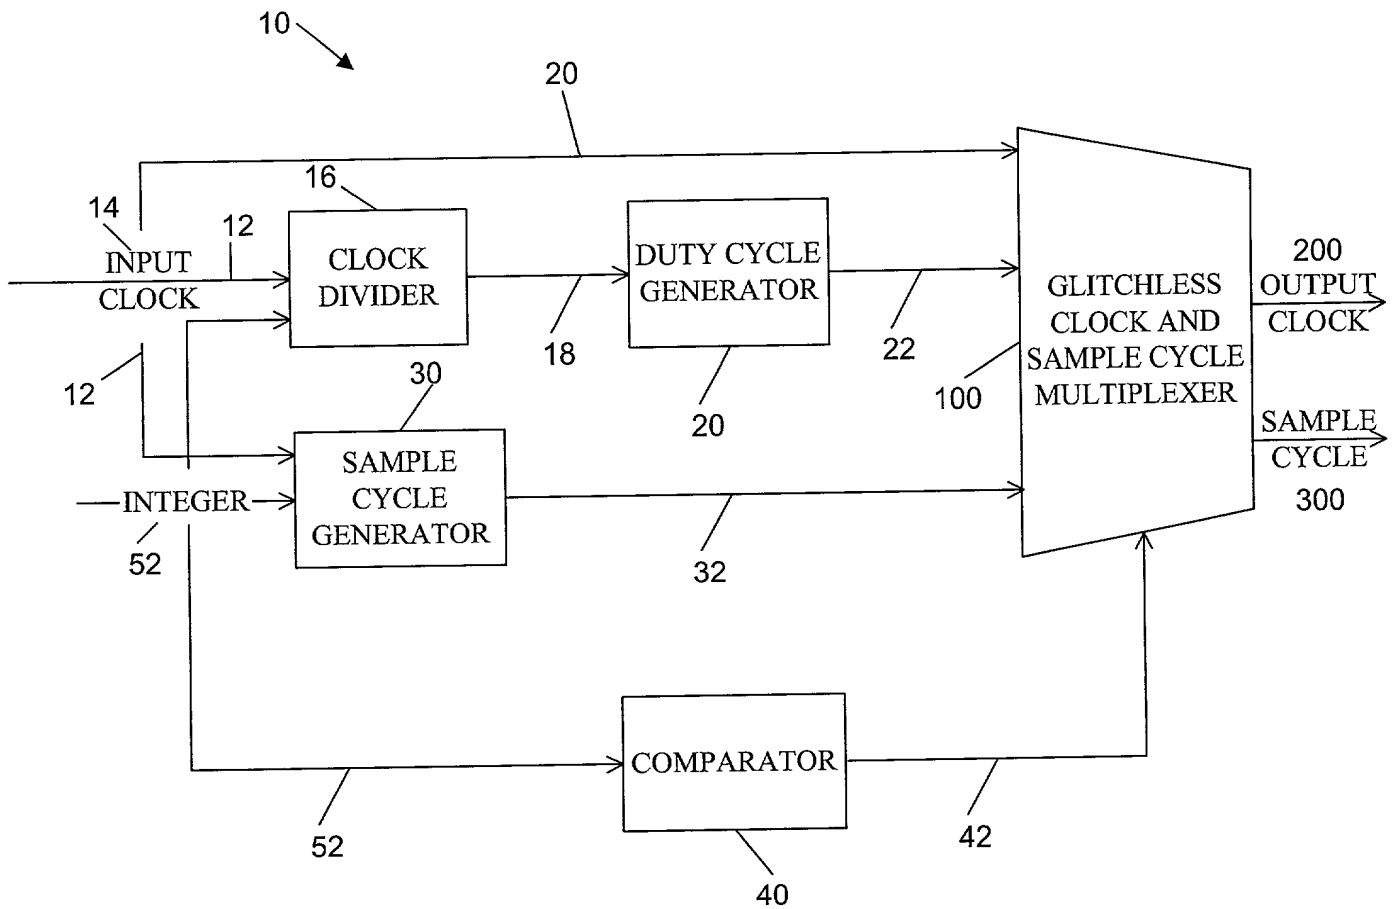 10
20
16
14
12
INPUT
CLOCK
CLOCK
DIVIDER
18
DUTY CYCLE
GENERATOR
20
22
GLITCHLESS
CLOCK AND
SAMPLE CYCLE
MULTIPLEXER
100
200
OUTPUT
CLOCK
SAMPLE
CYCLE
300
12
30
INTEGER
52
SAMPLE
CYCLE
GENERATOR
32
52
COMPARATOR
40
42